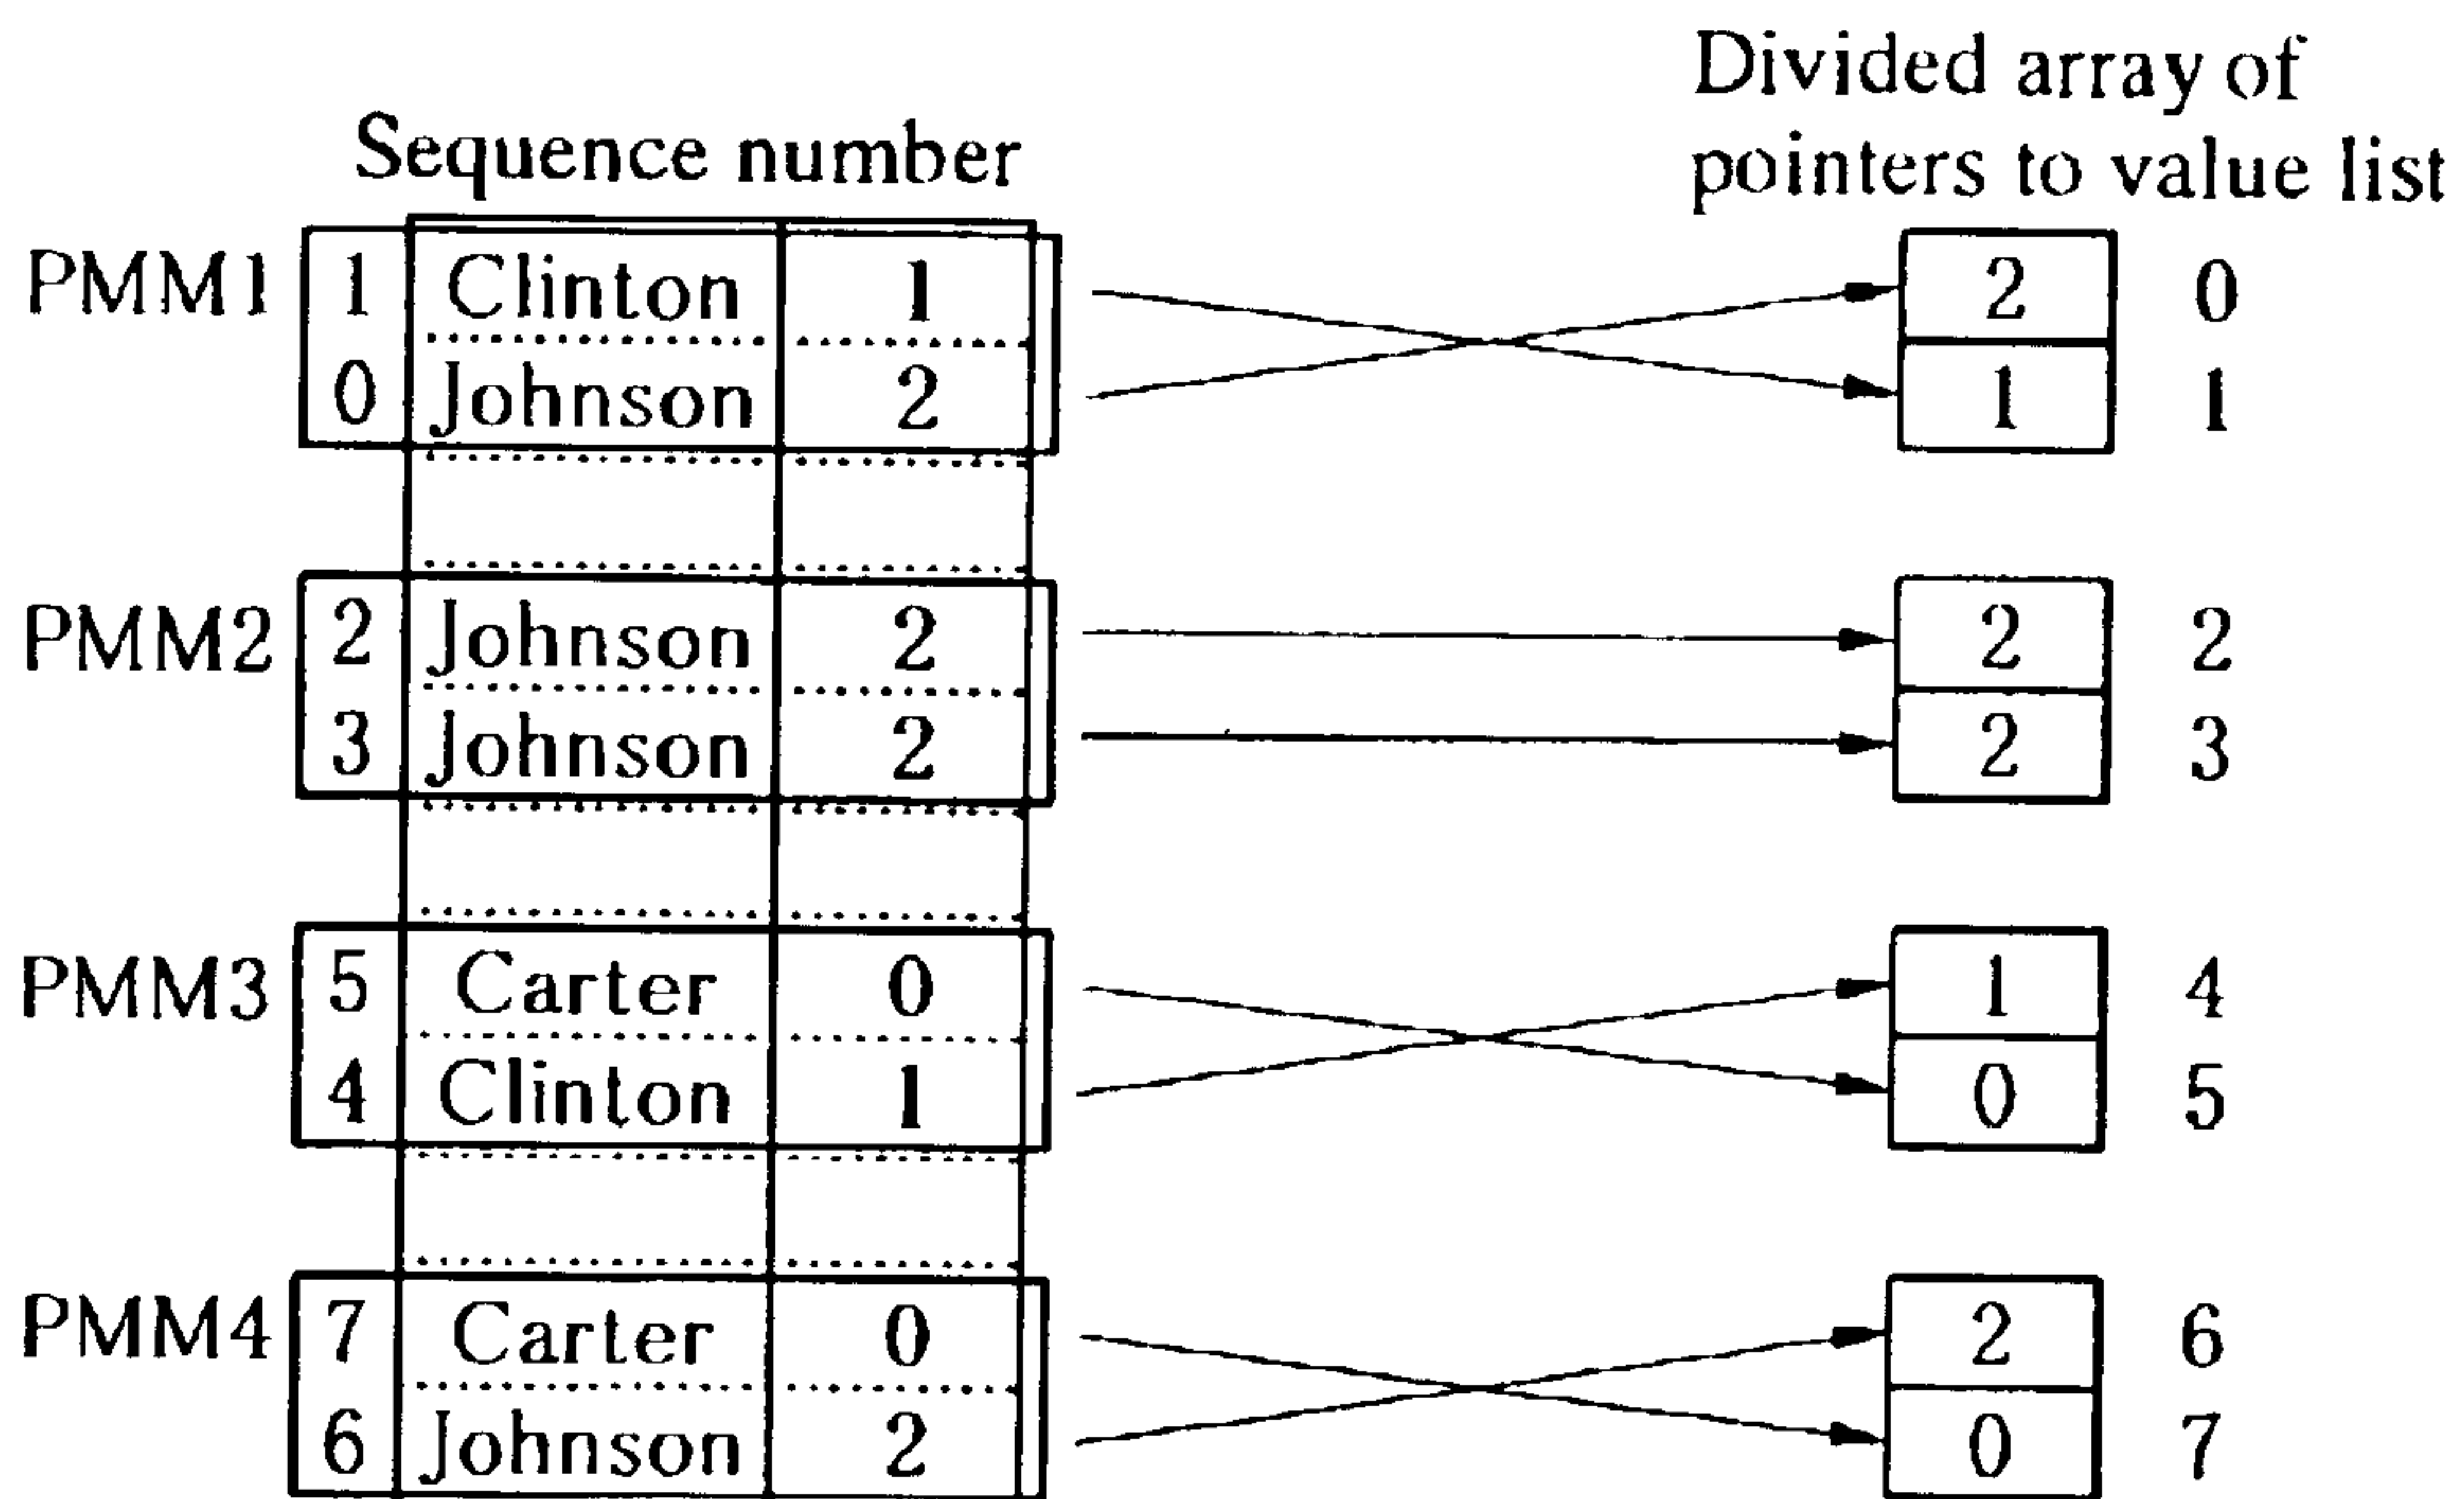 Divided array of
pointers to value list
Sequence number
PMM1 1 Clinton 1 2 0
0 Johnson 2 1 1
PMM2 2 Johnson 2 2 2
3 Johnson 2 2 3
PMM3 5 Carter 0 1 4
4 Clinton 1 0 5
PMM4 7 Carter 0 2 6
6 Johnson 2 0 7